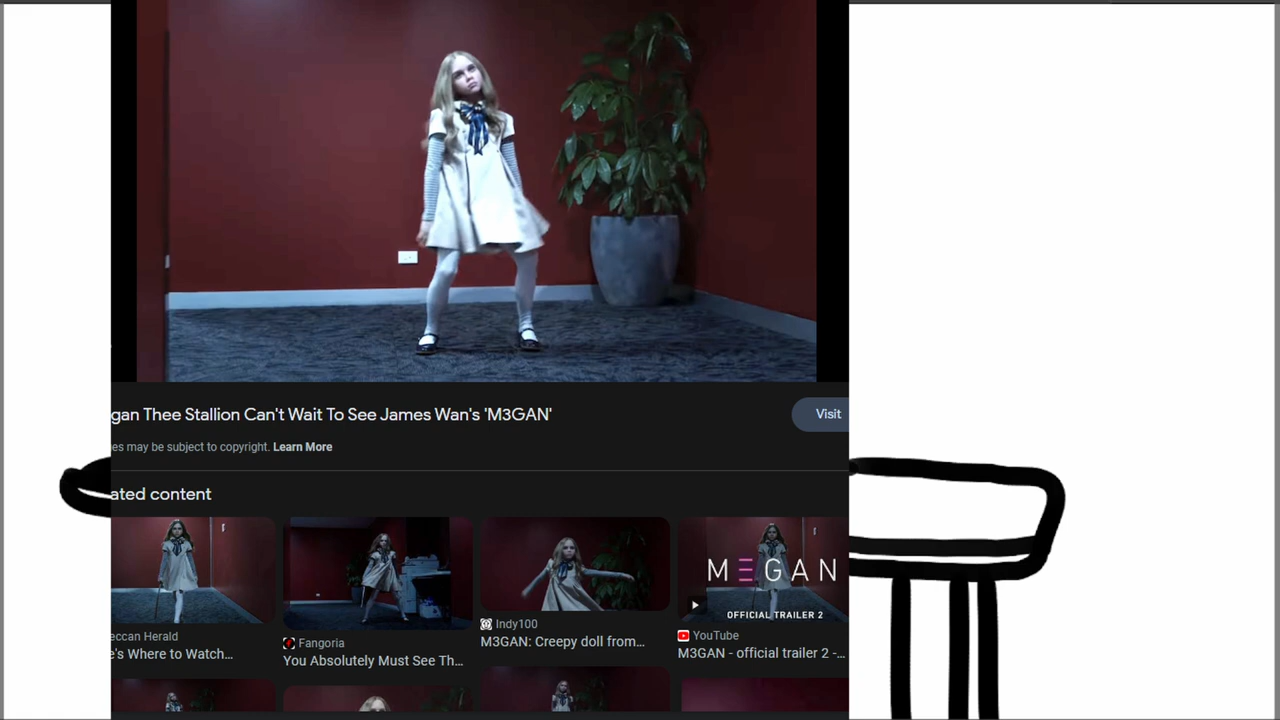 gan Thee Stallion Can't Wait To See James Wan's 'M3GAN'
Visit
es may be subject to copyright. Learn More
ated content
M3GAN
OFFICIAL TRAILER 2
eccan Herald
e's Where to Watch...
Fangoria
You Absolutely Must See Th...
Indy100
M3GAN: Creepy doll from...
YouTube
M3GAN - official trailer 2 -...